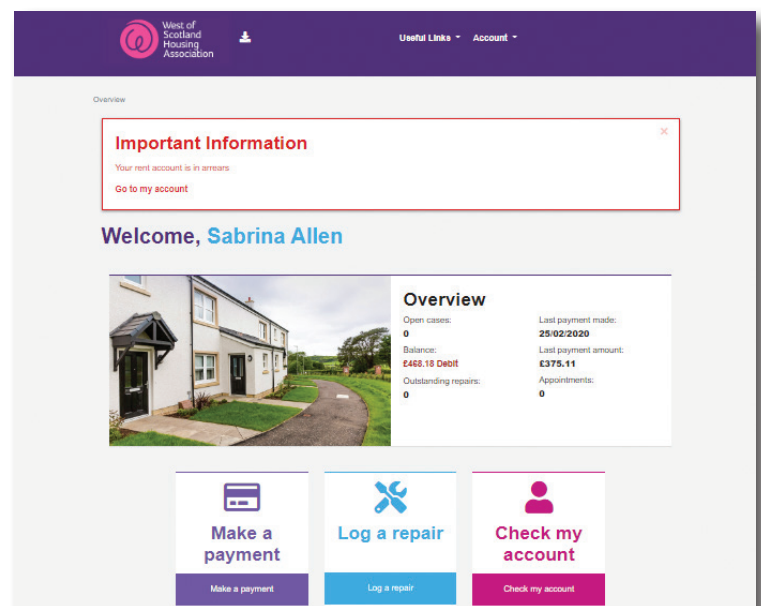 West of
Scotland
Housing
Association
Useful Links Account
Overview
Important Information
×
Your rent account is in arrears
Go to my account
Welcome, Sabrina Allen
Overview
Open cases:
0
Balance:
£468.18 Debit
Outstanding repairs:
0
Last payment made:
25/02/2020
Last payment amount:
£375.11
Appointments:
0
Make a
payment
Make a payment
Log a repair
Log a repair
Check my
account
Check my account